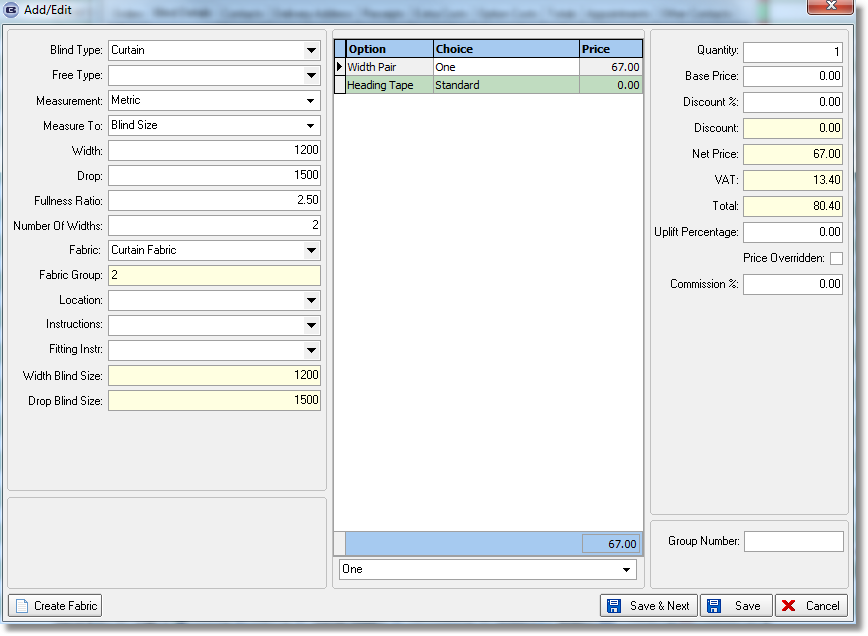 Add/Edit
Blind Type: Curtain
Free Type:
Measurement: Metric
Measure To: Blind Size
Width: 1200
Drop: 1500
Fullness Ratio: 2.50
Number Of Widths: 2
Fabric: Curtain Fabric
Fabric Group: 2
Location:
Instructions:
Fitting Instr:
Width Blind Size: 1200
Drop Blind Size: 1500
Option Choice Price
Width Pair One 67.00
Heading Tape Standard 0.00
67.00
One
Quantity: 1
Base Price: 0.00
Discount %: 0.00
Discount: 0.00
Net Price: 67.00
VAT: 13.40
Total: 80.40
Uplift Percentage: 0.00
Price Overridden:
Commission %: 0.00
Group Number:
Create Fabric
Save & Next
Save
Cancel